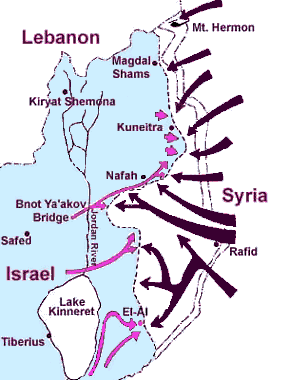 Mt. Hermon
Lebanon
Magdal
Shams
Kiryat Shemona
Kuneitra
Nafah
Syria
Bnot Ya'akov
Bridge
Jordan River
Safed
Rafid
Israel
Lake
Kinneret
El-Al
Tiberius